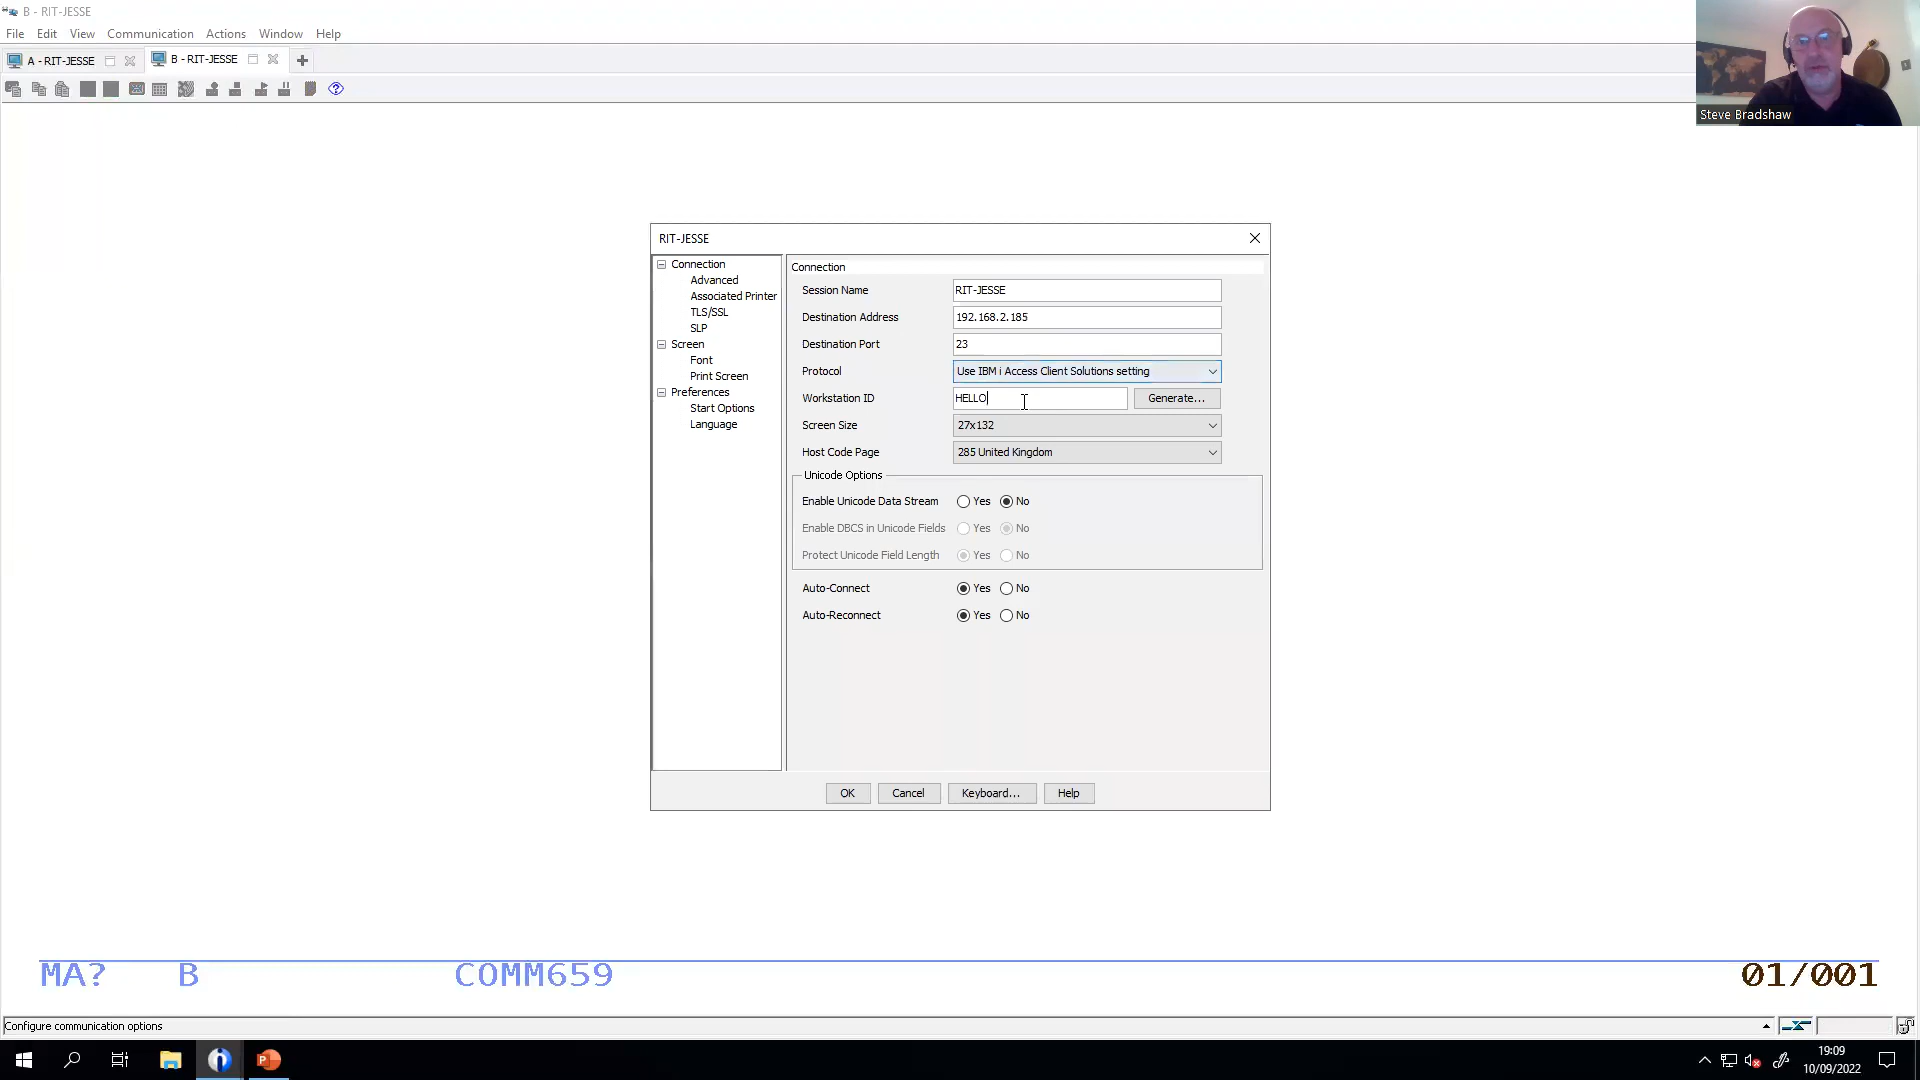 B - RIT-JESSE
File Edit View Communication Actions Window Help
A - RIT-JESSE
B - RIT-JESSE
Steve Bradshaw
RIT-JESSE
Connection
Advanced
Associated Printer
TLS/SSL
SLP
Screen
Font
Print Screen
Preferences
Start Options
Language
Connection
Session Name RIT-JESSE
Destination Address 192.168.2.185
Destination Port 23
Protocol Use IBM i Access Client Solutions setting
Workstation ID HELLO Generate...
Screen Size 27x132
Host Code Page 285 United Kingdom
Unicode Options
Enable Unicode Data Stream Yes No
Enable DBCS in Unicode Fields Yes No
Protect Unicode Field Length Yes No
Auto-Connect Yes No
Auto-Reconnect Yes No
OK Cancel Keyboard... Help
MA? B COMM659 01/001
Configure communication options
19:09
10/09/2022